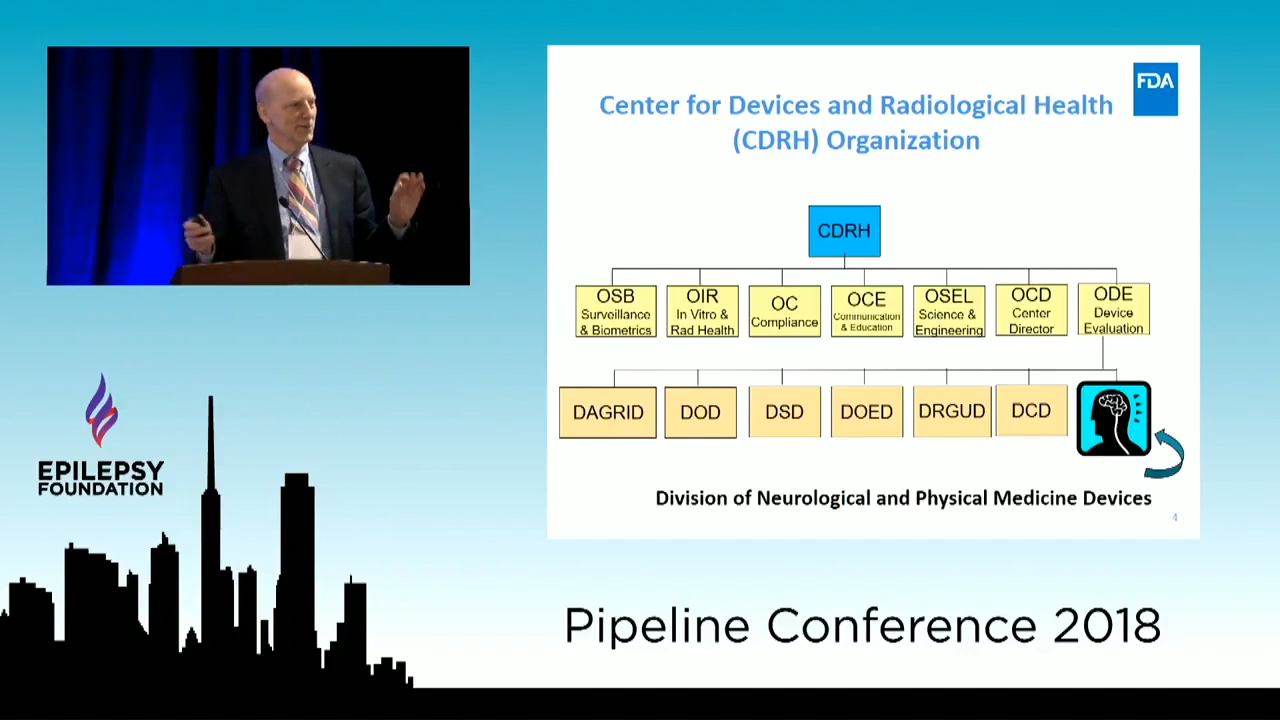 FDA
Center for Devices and Radiological Health
(CDRH) Organization
CDRH
OSB
Surveillance
& Biometrics
OIR
In Vitro &
Rad Health
OC
Compliance
OCE
Communication
& Education
OSEL
Science &
Engineering
OCD
Center
Director
ODE
Device
Evaluation
DAGRID
DOD
DSD
DOED
DRGUD
DCD
Division of Neurological and Physical Medicine Devices
4
EPILEPSY
FOUNDATION
Pipeline Conference 2018